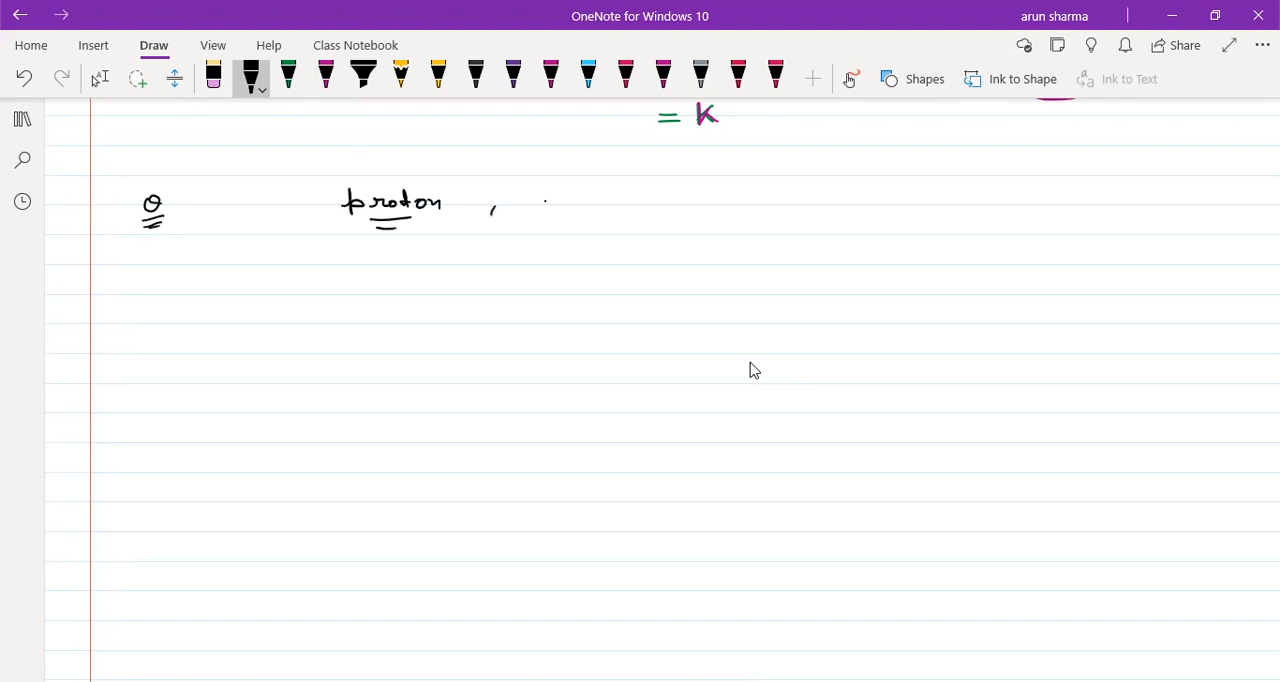 OneNote for Windows 10
arun sharma
Home Insert Draw View Help Class Notebook
Share
Shapes Ink to Shape Ink to Text
= K
Q proton ,